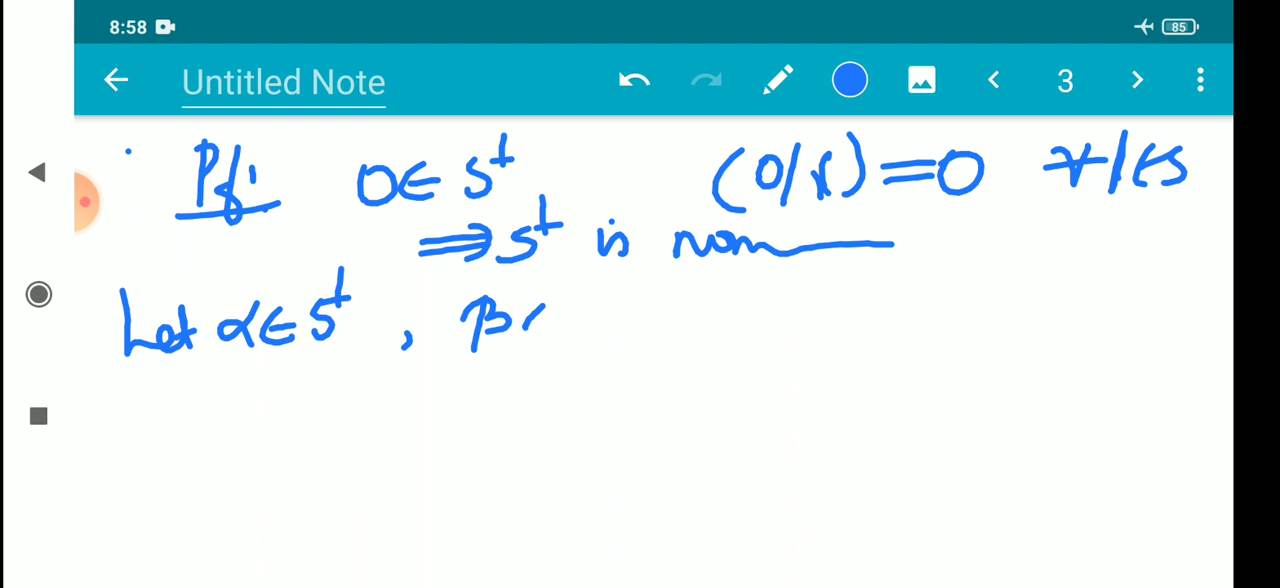 8:58 85
Untitled Note 3
Pf: 0 ∈ S^⊥ (0/γ) = 0 ∀ γ ∈ S
⟹ S^⊥ is non
Let α ∈ S^⊥, β